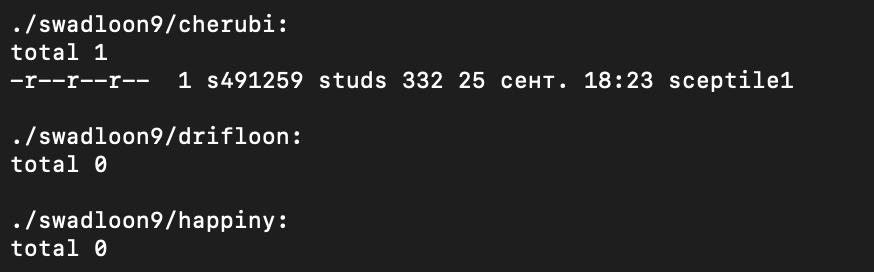 ./swadloon9/cherubi:
total 1
-r--r--r--  1 s491259 studs 332 25 сент. 18:23 sceptile1
./swadloon9/drifloon:
total 0
./swadloon9/happiny:
total 0